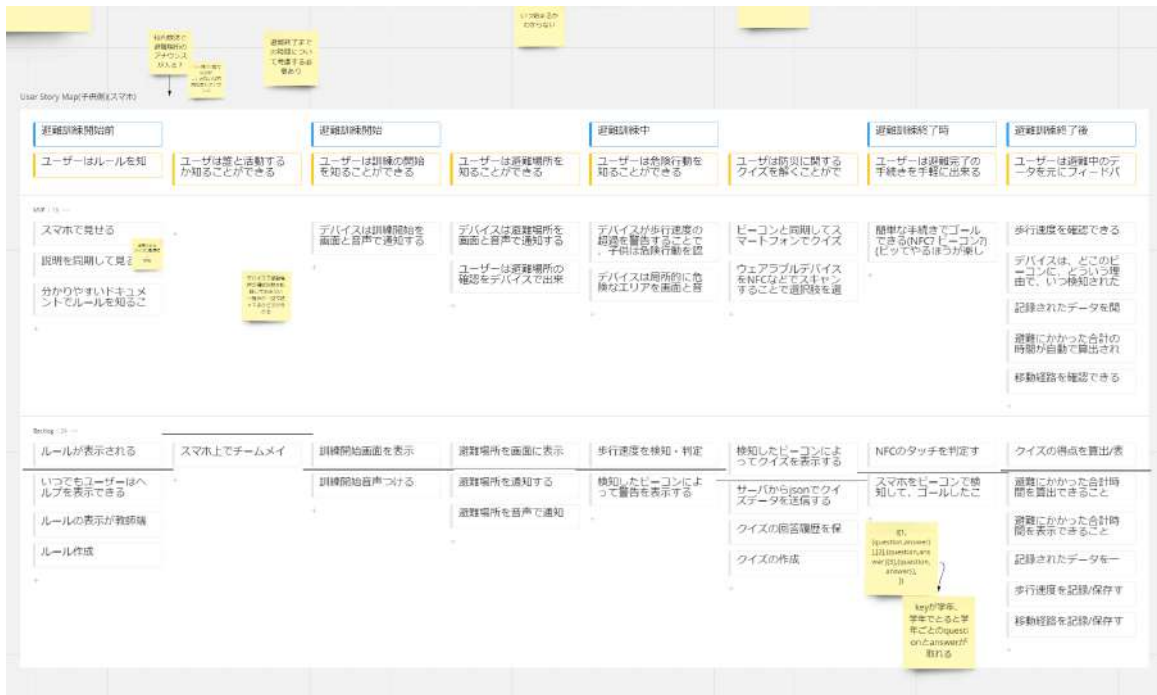 いつ始まるか
わからない
校内放送で
避難場所の
アナウンス
が入る？
避難終了まで
の時間につい
て考慮する必
要あり
User Story Map(子供側)(スマホ)
避難訓練開始前
避難訓練開始
避難訓練中
避難訓練終了時
避難訓練終了後
ユーザーはルールを知
ユーザは誰と活動する
か知ることができる
ユーザーは訓練の開始
を知ることができる
ユーザーは避難場所を
知ることができる
ユーザーは危険行動を
知ることができる
ユーザは防災に関する
クイズを解くことがで
ユーザーは避難完了の
手続きを手軽に出来る
ユーザーは避難中のデ
ータを元にフィードバ
スマホで見せる
説明を同期して見る
分かりやすいドキュメ
ントでルールを知るこ
デバイスは訓練開始を
画面と音声で通知する
デバイスは避難場所を
画面と音声で通知する
ユーザーは避難場所の
確認をデバイスで出来
デバイスが歩行速度の
超過を警告することで
、子供は危険行動を認
デバイスは局所的に危
険なエリアを画面と音
ビーコンと同期してス
マートフォンでクイズ
ウェアラブルデバイス
をNFCなどでスキャン
することで選択肢を選
簡単な手続きでゴール
できる(NFC? ビーコン?)
(ピッてやるほうが楽し
歩行速度を確認できる
デバイスは、どこのビ
ーコンに、どういう理
由で、いつ検知された
記録されたデータを閲
避難にかかった合計の
時間が自動で算出され
移動経路を確認できる
ルールが表示される
いつでもユーザーはヘ
ルプを表示できる
ルールの表示が教師端
ルール作成
スマホ上でチームメイ
訓練開始画面を表示
訓練開始音声つける
避難場所を画面に表示
避難場所を通知する
避難場所を音声で通知
歩行速度を検知・判定
検知したビーコンによ
って警告を表示する
検知したビーコンによ
ってクイズを表示する
サーバからjsonでクイ
ズデータを送信する
クイズの回答履歴を保
クイズの作成
NFCのタッチを判定す
スマホをビーコンで検
知して、ゴールしたこ
クイズの得点を算出/表
避難にかかった合計時
間を算出できること
避難にかかった合計時
間を表示できること
記録されたデータを一
歩行速度を記録/保存す
移動経路を記録/保存す
keyが学年、
学年でとると学
年ごとのquesti
onとanswerが
取れる